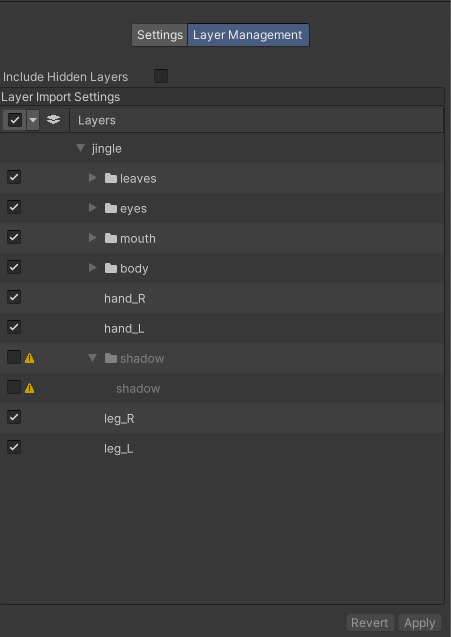 Settings Layer Management
Include Hidden Layers
Layer Import Settings
Layers
jingle
leaves
eyes
mouth
body
hand_R
hand_L
shadow
shadow
leg_R
leg_L
Revert Apply